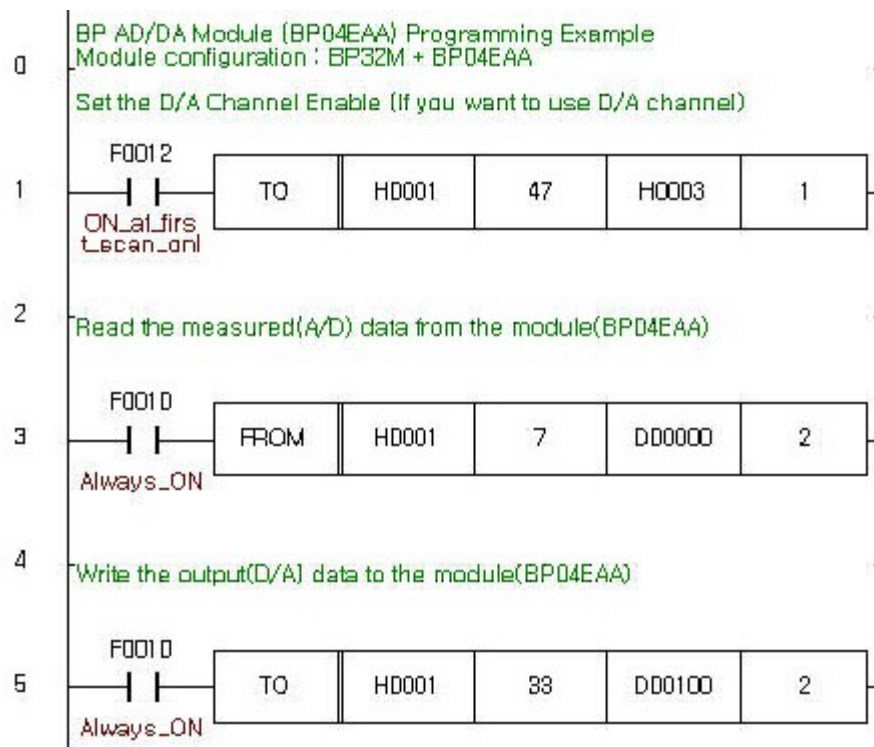 BP AD/DA Module (BP04EAA) Programming Example
0
Module configuration : BP32M + BP04EAA
Set the D/A Channel Enable (If you want to use D/A channel)
F0012
1 TO H0001 47 H0003 1
ON_at_firs
t_scan_onl
2
Read the measured(A/D) data from the module(BP04EAA)
F0010
3 FROM H0001 7 D00000 2
Always_ON
4
Write the output(D/A) data to the module(BP04EAA)
F0010
5 TO H0001 33 D00100 2
Always_ON